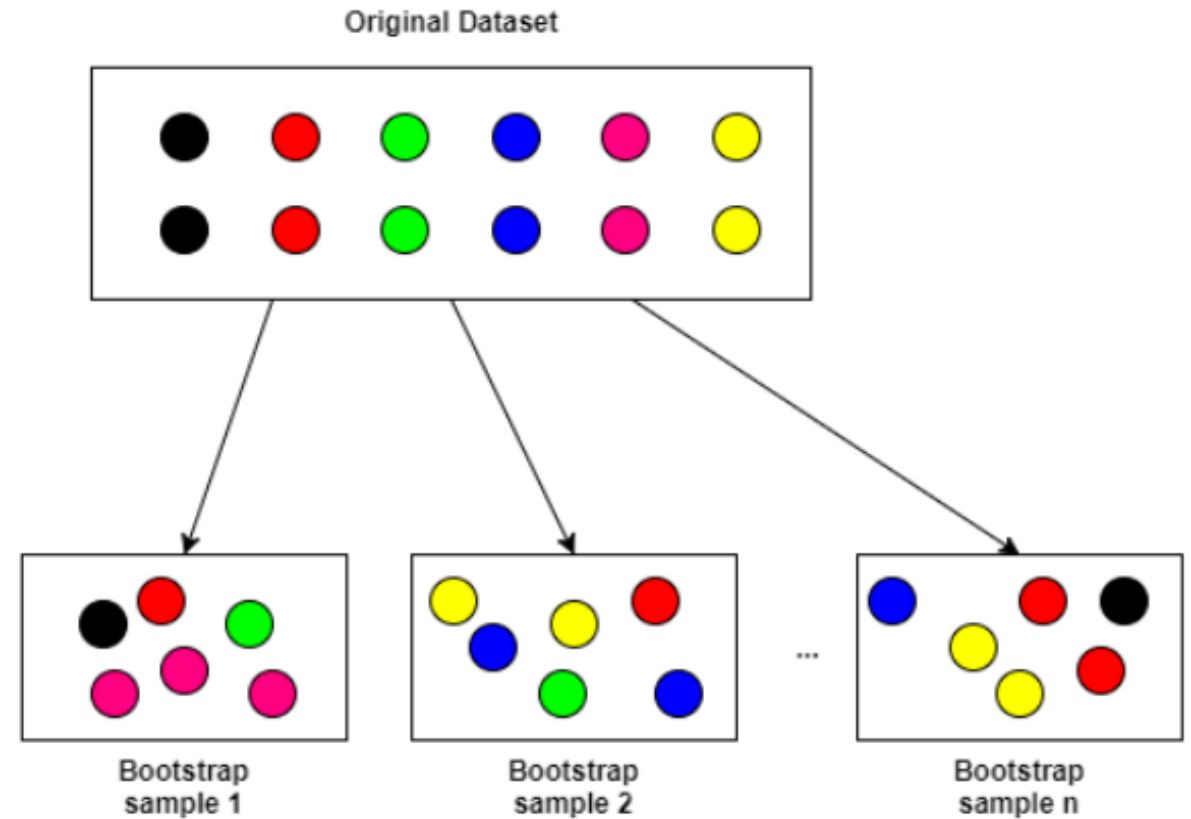 Original Dataset
...
Bootstrap
sample 1
Bootstrap
sample 2
Bootstrap
sample n